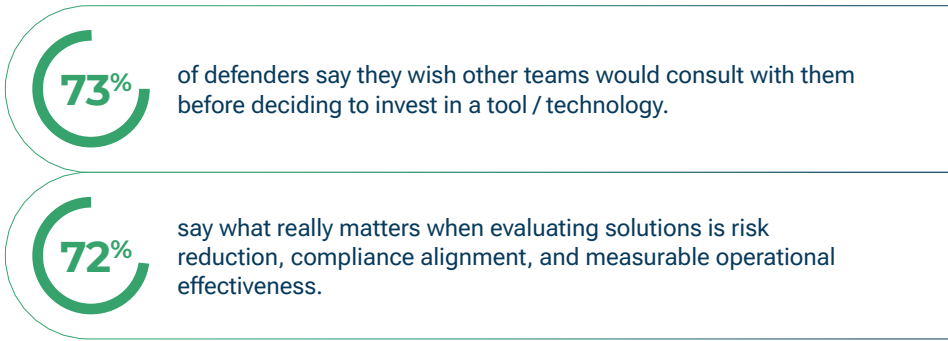 73%
of defenders say they wish other teams would consult with them
before deciding to invest in a tool / technology.
72%
say what really matters when evaluating solutions is risk
reduction, compliance alignment, and measurable operational
effectiveness.